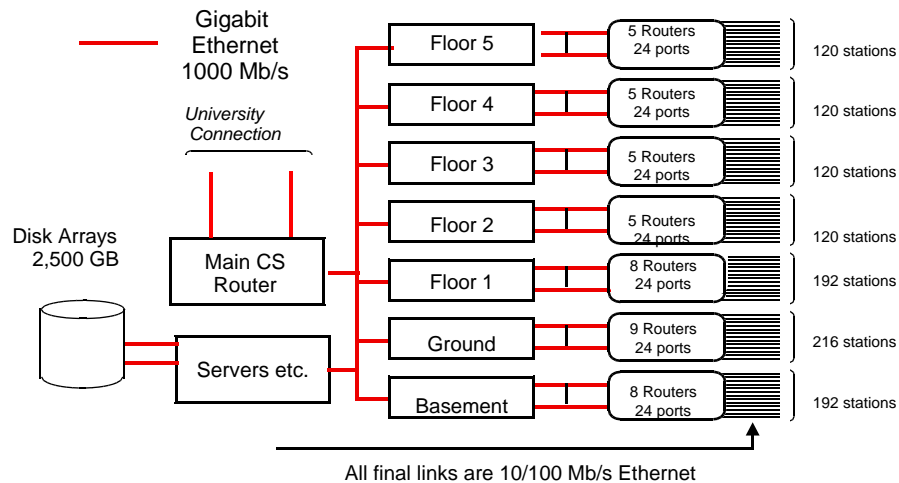 Gigabit
Ethernet
1000 Mb/s
University
Connection
Disk Arrays
2,500 GB
Main CS
Router
Servers etc.
Floor 5
5 Routers
24 ports
120 stations
Floor 4
5 Routers
24 ports
120 stations
Floor 3
5 Routers
24 ports
120 stations
Floor 2
5 Routers
24 ports
120 stations
Floor 1
8 Routers
24 ports
192 stations
Ground
9 Routers
24 ports
216 stations
Basement
8 Routers
24 ports
192 stations
All final links are 10/100 Mb/s Ethernet